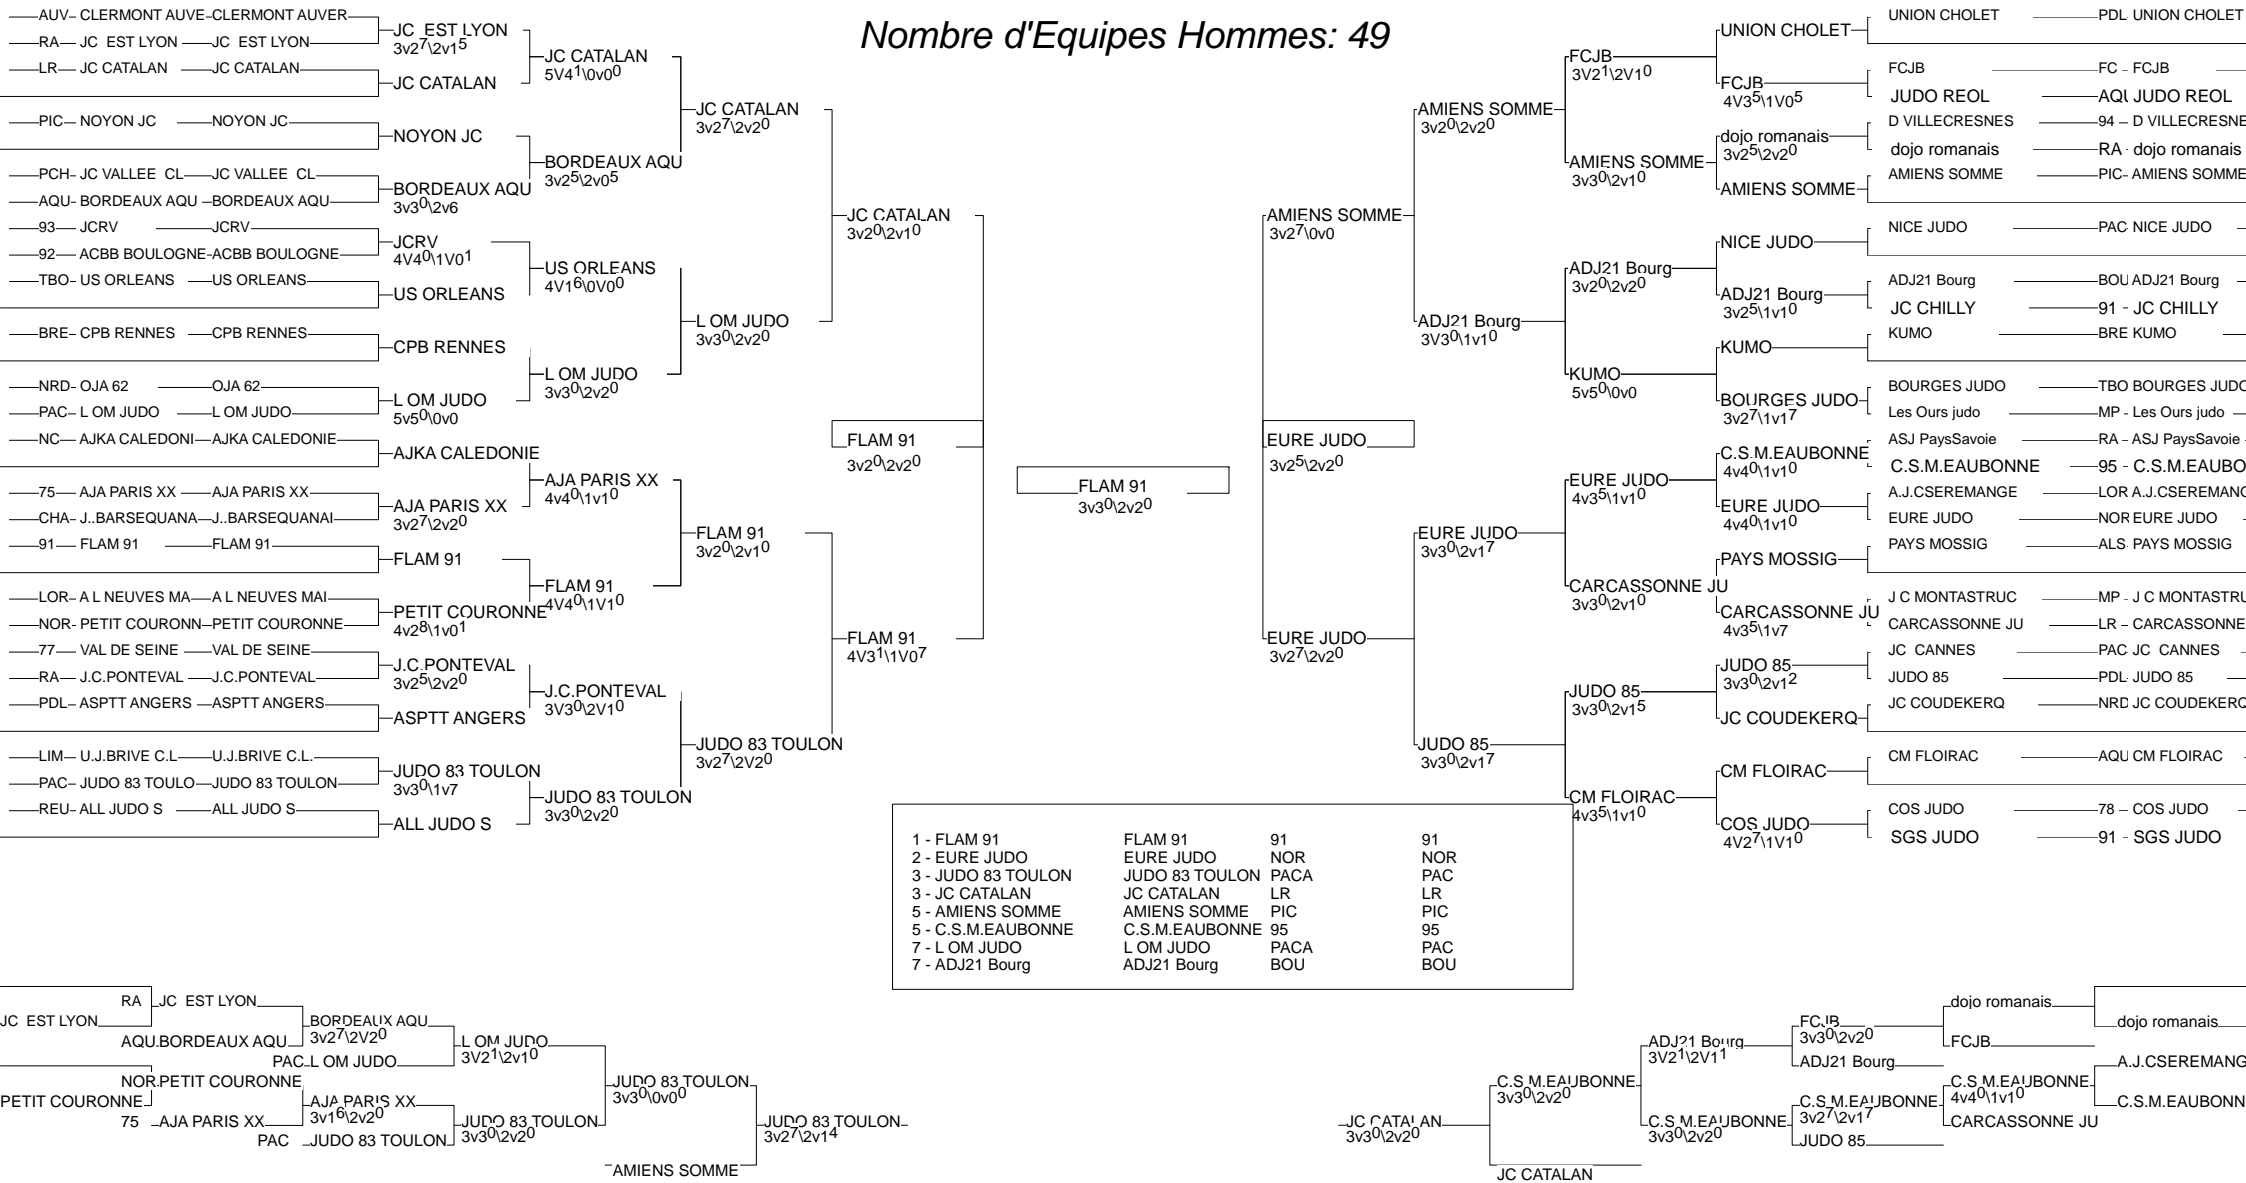 Nombre d'Equipes Hommes: 49
AUV CLERMONT AUVE CLERMONT AUVER
RA JC EST LYON JC EST LYON
LR JC CATALAN JC CATALAN
PIC NOYON JC NOYON JC
PCH JC VALLEE CL JC VALLEE CL
AQU BORDEAUX AQU BORDEAUX AQU
93 JCRV JCRV
92 ACBB BOULOGNE ACBB BOULOGNE
TBO US ORLEANS US ORLEANS
BRE CPB RENNES CPB RENNES
NRD OJA 62 OJA 62
PAC L OM JUDO L OM JUDO
NC AJKA CALEDONI AJKA CALEDONIE
75 AJA PARIS XX AJA PARIS XX
CHA J..BARSEQUANA J..BARSEQUANAI
91 FLAM 91 FLAM 91
LOR A L NEUVES MA A L NEUVES MAI
NOR PETIT COURONN PETIT COURONNE
77 VAL DE SEINE VAL DE SEINE
RA J.C.PONTEVAL J.C.PONTEVAL
PDL ASPTT ANGERS ASPTT ANGERS
LIM U.J.BRIVE C.L U.J.BRIVE C.L.
PAC JUDO 83 TOULO JUDO 83 TOULON
REU ALL JUDO S ALL JUDO S
JC EST LYON
3v27\2v15
JC CATALAN
NOYON JC
BORDEAUX AQU
3v30\2v6
JCRV
4V40\1V01
US ORLEANS
CPB RENNES
L OM JUDO
5v50\0v0
AJKA CALEDONIE
AJA PARIS XX
3v27\2v20
FLAM 91
PETIT COURONNE
4v28\1v01
J.C.PONTEVAL
3v25\2v20
ASPTT ANGERS
JUDO 83 TOULON
3v30\1v7
ALL JUDO S
JC CATALAN
5V41\0v00
BORDEAUX AQU
3v25\2v05
US ORLEANS
4V16\0V00
L OM JUDO
3v30\2v20
AJA PARIS XX
4v40\1v10
FLAM 91
4V40\1V10
J.C.PONTEVAL
3V30\2V10
JUDO 83 TOULON
3v30\2v20
JC CATALAN
3v27\2v20
L OM JUDO
3v30\2v20
FLAM 91
3v20\2v10
JUDO 83 TOULON
3v27\2V20
JC CATALAN
3v20\2v10
FLAM 91
3v20\2v20
FLAM 91
4V31\1V07
FLAM 91
3v30\2v20
AMIENS SOMME
3v27\0v0
EURE JUDO
3v25\2v20
EURE JUDO
3v27\2v20
AMIENS SOMME
3v20\2v20
ADJ21 Bourg
3V30\1v10
EURE JUDO
3v30\2v17
JUDO 85
3v30\2v17
FCJB
3V21\2V10
AMIENS SOMME
3v30\2v10
ADJ21 Bourg
3v20\2v20
KUMO
5v50\0v0
EURE JUDO
4v35\1v10
CARCASSONNE JU
3v30\2v10
JUDO 85
3v30\2v15
CM FLOIRAC
4v35\1v10
UNION CHOLET
FCJB
4V35\1V05
dojo romanais
3v25\2v20
AMIENS SOMME
NICE JUDO
ADJ21 Bourg
3v25\1v10
KUMO
BOURGES JUDO
3v27\1v17
C.S.M.EAUBONNE
4v40\1v10
EURE JUDO
4v40\1v10
PAYS MOSSIG
CARCASSONNE JU
4v35\1v7
JUDO 85
3v30\2v12
JC COUDEKERQ
CM FLOIRAC
COS JUDO
4V27\1V10
UNION CHOLET PDL UNION CHOLET
FCJB FC FCJB
JUDO REOL AQU JUDO REOL
D VILLECRESNES 94 D VILLECRESNE
dojo romanais RA dojo romanais
AMIENS SOMME PIC AMIENS SOMME
NICE JUDO PAC NICE JUDO
ADJ21 Bourg BOU ADJ21 Bourg
JC CHILLY 91 JC CHILLY
KUMO BRE KUMO
BOURGES JUDO TBO BOURGES JUDO
Les Ours judo MP Les Ours judo
ASJ PaysSavoie RA ASJ PaysSavoie
C.S.M.EAUBONNE 95 C.S.M.EAUBO
A.J.CSEREMANGE LOR A.J.CSEREMANG
EURE JUDO NOR EURE JUDO
PAYS MOSSIG ALS PAYS MOSSIG
J C MONTASTRUC MP J C MONTASTRU
CARCASSONNE JU LR CARCASSONNE
JC CANNES PAC JC CANNES
JUDO 85 PDL JUDO 85
JC COUDEKERQ NRD JC COUDEKERQ
CM FLOIRAC AQU CM FLOIRAC
COS JUDO 78 COS JUDO
SGS JUDO 91 SGS JUDO
1 - FLAM 91 FLAM 91 91 91
2 - EURE JUDO EURE JUDO NOR NOR
3 - JUDO 83 TOULON JUDO 83 TOULON PACA PAC
3 - JC CATALAN JC CATALAN LR LR
5 - AMIENS SOMME AMIENS SOMME PIC PIC
5 - C.S.M.EAUBONNE C.S.M.EAUBONNE 95 95
7 - L OM JUDO L OM JUDO PACA PAC
7 - ADJ21 Bourg ADJ21 Bourg BOU BOU
JC EST LYON
PETIT COURONNE
RA JC EST LYON
AQU BORDEAUX AQU
NOR PETIT COURONNE
75 AJA PARIS XX
BORDEAUX AQU
3v27\2V20
PAC L OM JUDO
AJA PARIS XX
3v16\2v20
PAC JUDO 83 TOULON
L OM JUDO
3V21\2v10
JUDO 83 TOULON
3v30\2v20
JUDO 83 TOULON
3v30\0v00
AMIENS SOMME
JUDO 83 TOULON
3v27\2v14
JC CATALAN
3v30\2v20
C.S.M.EAUBONNE
3v30\2v20
JC CATALAN
ADJ21 Bourg
3V21\2V11
C.S.M.EAUBONNE
3v30\2v20
FCJB
3v30\2v20
ADJ21 Bourg
C.S.M.EAUBONNE
3v27\2v17
JUDO 85
dojo romanais
FCJB
C.S.M.EAUBONNE
4v40\1v10
CARCASSONNE JU
dojo romanais
A.J.CSEREMANG
C.S.M.EAUBONN